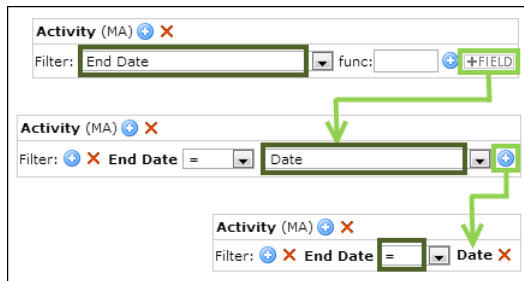 Activity (MA)
Filter: End Date func: +FIELD
Activity (MA)
Filter: End Date = Date
Activity (MA)
Filter: End Date = Date